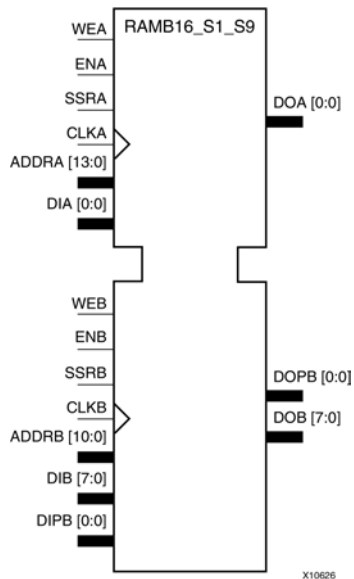 WEA
RAMB16_S1_S9
ENA
SSRA
DOA [0:0]
CLKA
ADDRA [13:0]
DIA [0:0]
WEB
ENB
SSRB
DOPB [0:0]
CLKB
DOB [7:0]
ADDRB [10:0]
DIB [7:0]
DIPB [0:0]
X10626